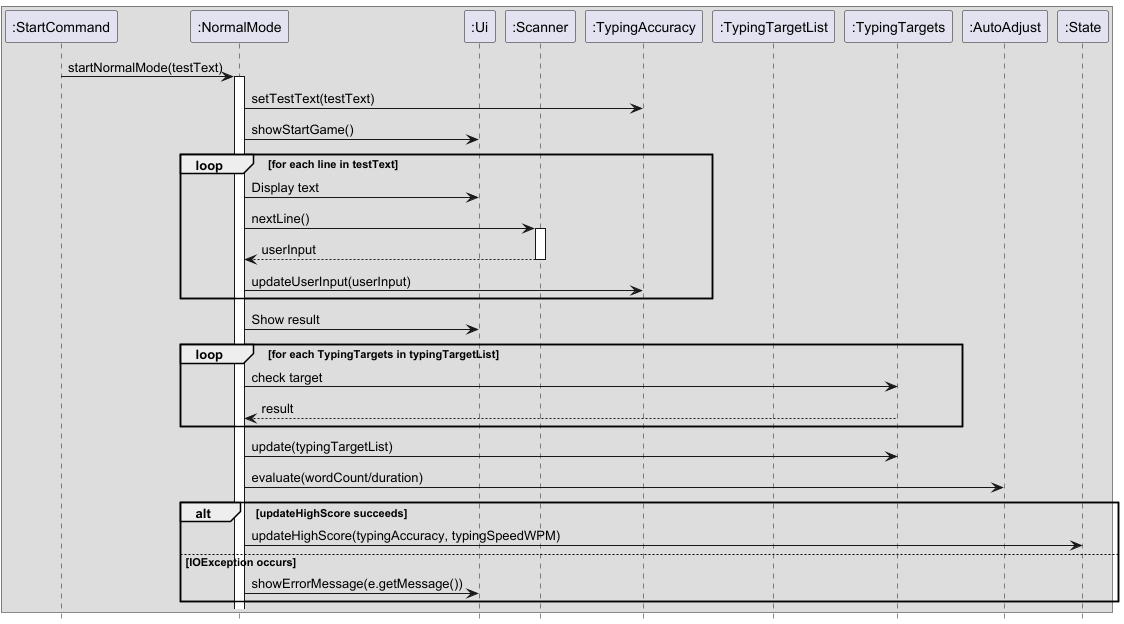 :StartCommand :NormalMode :Ui :Scanner :TypingAccuracy :TypingTargetList :TypingTargets :AutoAdjust :State
startNormalMode(testText)
setTestText(testText)
showStartGame()
loop [for each line in testText]
Display text
nextLine()
userInput
updateUserInput(userInput)
Show result
loop [for each TypingTargets in typingTargetList]
check target
result
update(typingTargetList)
evaluate(wordCount/duration)
alt [updateHighScore succeeds]
updateHighScore(typingAccuracy, typingSpeedWPM)
[IOException occurs]
showErrorMessage(e.getMessage())